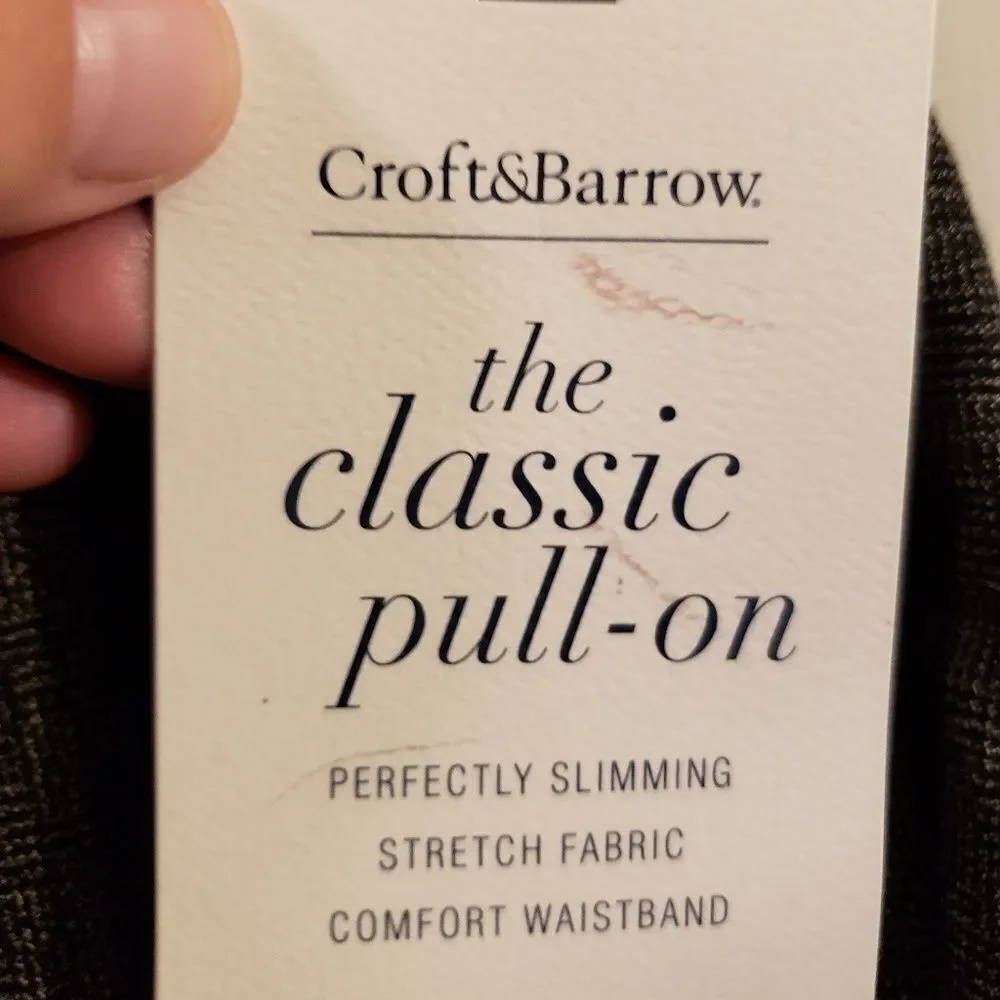 Croft&Barrow®
the
classic
pull-on
PERFECTLY SLIMMING
STRETCH FABRIC
COMFORT WAISTBAND